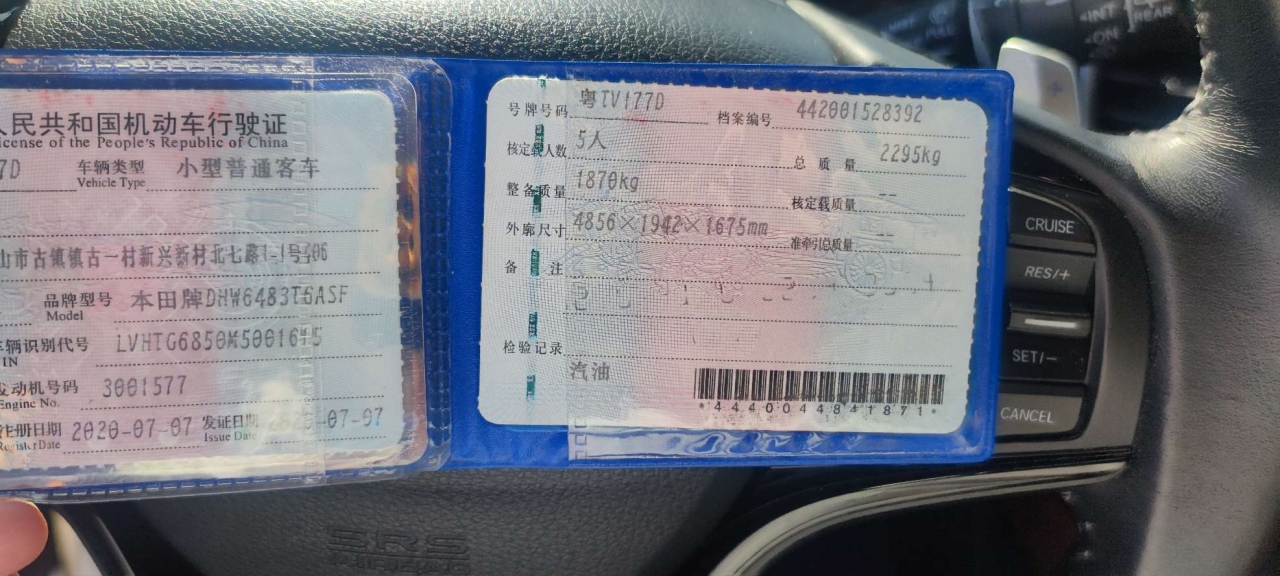 人民共和国机动车行驶证
icense of the People's Republic of China
7D 车辆类型 小型普通客车
Vehicle Type
山市古镇镇古一村新兴新村北七路1-1号
品牌型号 本田牌DHW6483T6ASF
Model
车辆识别代号
IN
发动机号码 3001577
Engine No.
注册日期 2020-07-07 发证日期 07-07
Register Date Issue Date
号牌号码 粤TV177D 档案编号 442001528392
核定载人数 5人 总质量 2295kg
整备质量 1870kg 核定载质量 --
外廓尺寸 4856×1942×1675mm 准牵引总质量 --
备注
检验记录
汽油
*4440044841871*
CRUISE
RES/+
SET/-
CANCEL
SRS
INT
ON
REAR